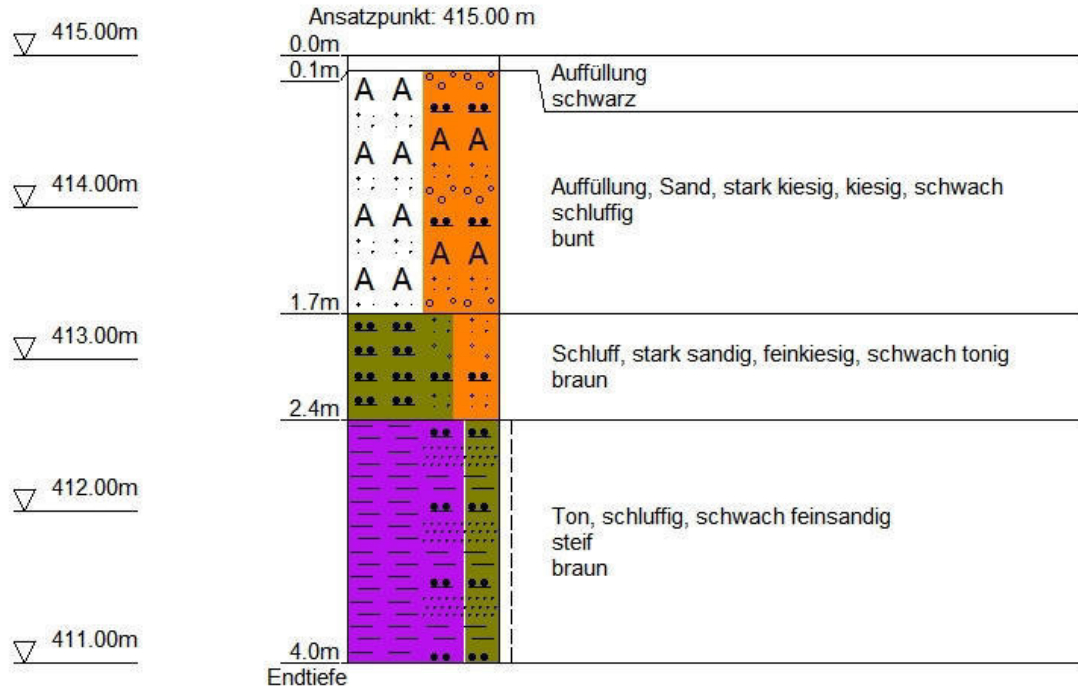 Ansatzpunkt: 415.00 m
415.00m
0.0m
0.1m
Auffüllung
schwarz
A A
A A
A A
414.00m
Auffüllung, Sand, stark kiesig, kiesig, schwach
schluffig
bunt
A A
A A
A A
1.7m
413.00m
Schluff, stark sandig, feinkiesig, schwach tonig
braun
2.4m
412.00m
Ton, schluffig, schwach feinsandig
steif
braun
411.00m
4.0m
Endtiefe